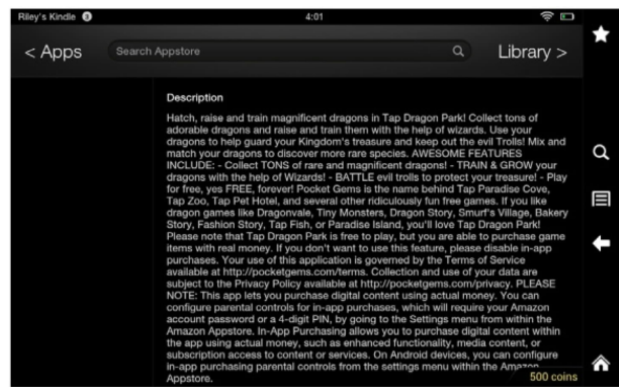 Riley's Kindle 3
4:01
< Apps
Search Appstore
Library >
Description
Hatch, raise and train magnificent dragons in Tap Dragon Park! Collect tons of
adorable dragons and raise and train them with the help of wizards. Use your
dragons to help guard your Kingdom's treasure and keep out the evil Trolls! Mix and
match your dragons to discover more rare species. AWESOME FEATURES
INCLUDE: - Collect TONS of rare and magnificent dragons! - TRAIN & GROW your
dragons with the help of Wizards! - BATTLE evil trolls to protect your treasure! - Play
for free, yes FREE, forever! Pocket Gems is the name behind Tap Paradise Cove,
Tap Zoo, Tap Pet Hotel, and several other ridiculously fun free games. If you like
dragon games like Dragonvale, Tiny Monsters, Dragon Story, Smurf's Village, Bakery
Story, Fashion Story, Tap Fish, or Paradise Island, you'll love Tap Dragon Park!
Please note that Tap Dragon Park is free to play, but you are able to purchase game
items with real money. If you don't want to use this feature, please disable in-app
purchases. Your use of this application is governed by the Terms of Service
available at http://pocketgems.com/terms. Collection and use of your data are
subject to the Privacy Policy available at http://pocketgems.com/privacy. PLEASE
NOTE: This app lets you purchase digital content using actual money. You can
configure parental controls for in-app purchases, which will require your Amazon
account password or a 4-digit PIN, by going to the Settings menu from within the
Amazon Appstore. In-App Purchasing allows you to purchase digital content within
the app using actual money, such as enhanced functionality, media content, or
subscription access to content or services. On Android devices, you can configure
in-app purchasing parental controls from the settings menu within the Amazon
Appstore.
500 coins